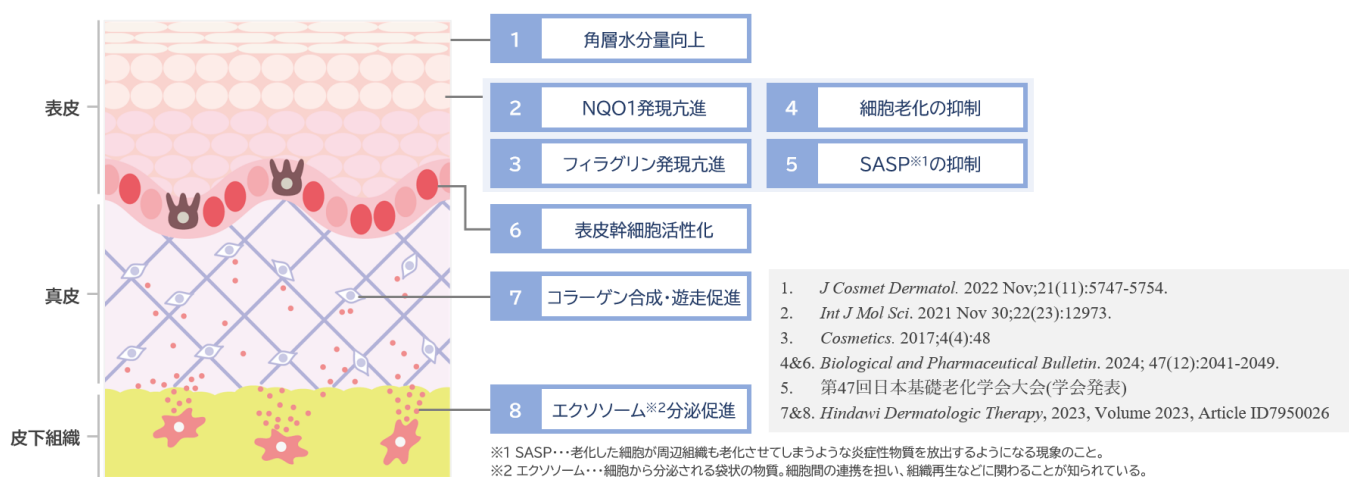 表皮
真皮
皮下組織
1 角層水分量向上
2 NQO1発現亢進
3 フィラグリン発現亢進
4 細胞老化の抑制
5 SASP※1の抑制
6 表皮幹細胞活性化
7 コラーゲン合成・遊走促進
8 エクソソーム※2分泌促進
1. J Cosmet Dermatol. 2022 Nov;21(11):5747-5754.
2. Int J Mol Sci. 2021 Nov 30;22(23):12973.
3. Cosmetics. 2017;4(4):48
4&6. Biological and Pharmaceutical Bulletin. 2024; 47(12):2041-2049.
5. 第47回日本基礎老化学会大会(学会発表)
7&8. Hindawi Dermatologic Therapy, 2023, Volume 2023, Article ID7950026
※1 SASP・・・老化した細胞が周辺組織も老化させてしまうような炎症性物質を放出するようになる現象のこと。
※2 エクソソーム・・・細胞から分泌される袋状の物質。細胞間の連携を担い、組織再生などに関わることが知られている。